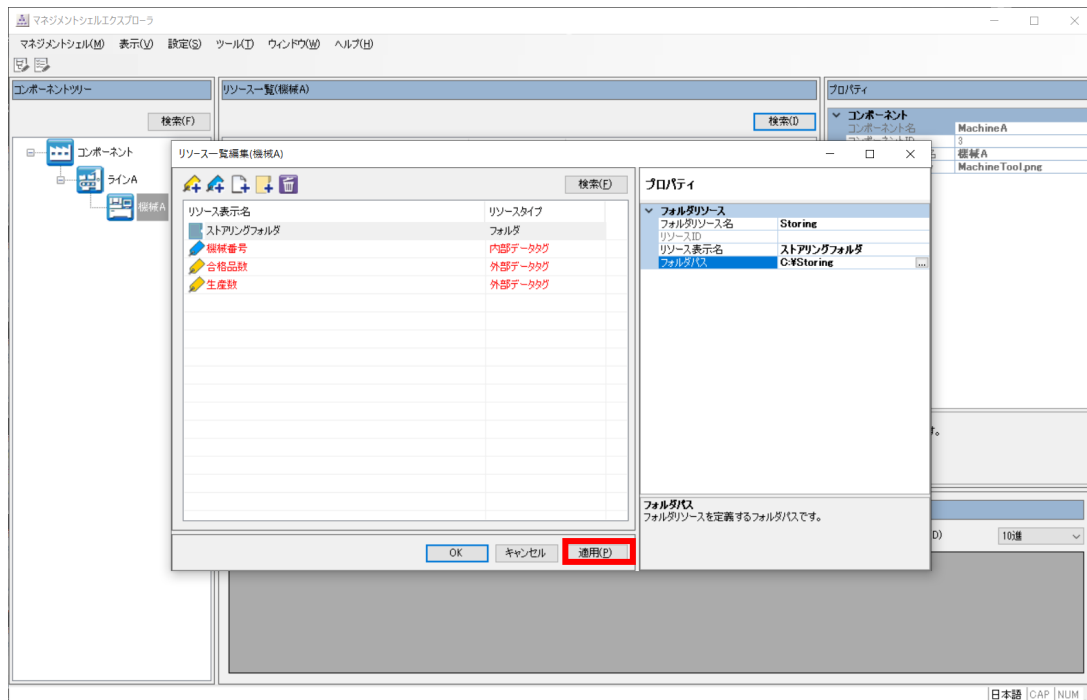 マネジメントシェルエクスプローラ
マネジメントシェル(M) 表示(V) 設定(S) ツール(T) ウィンドウ(W) ヘルプ(H)
コンポーネントツリー
検索(F)
コンポーネント
ラインA
機械A
リソース一覧(機械A)
検索(I)
プロパティ
コンポーネント
コンポーネント名 MachineA
3
機械A
MachineTool.png
リソース一覧編集(機械A)
検索(F)
リソース表示名 リソースタイプ
ストアリングフォルダ フォルダ
機械番号 内部データタグ
合格品数 外部データタグ
生産数 外部データタグ
OK キャンセル 適用(P)
プロパティ
フォルダリソース
フォルダリソース名 Storing
リソースID
リソース表示名 ストアリングフォルダ
フォルダパス C:¥Storing ...
フォルダパス
フォルダリソースを定義するフォルダパスです。
す。
D) 10進
日本語 CAP NUM